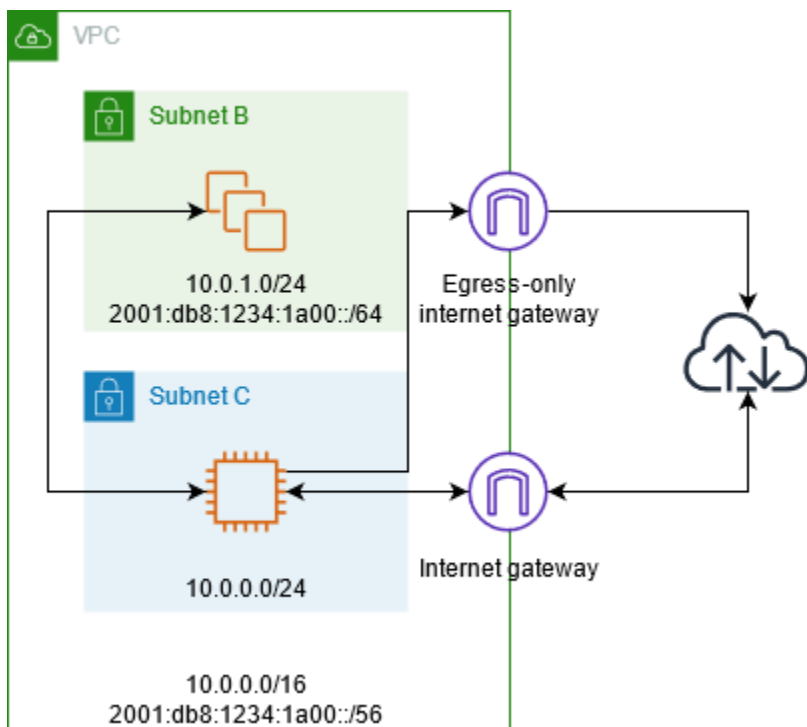 VPC
Subnet B
10.0.1.0/24
2001:db8:1234:1a00::/64
Egress-only
internet gateway
Subnet C
10.0.0.0/24
Internet gateway
10.0.0.0/16
2001:db8:1234:1a00::/56